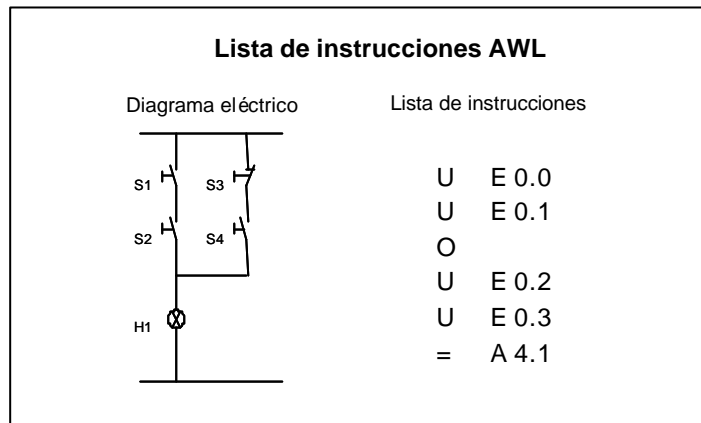 Lista de instrucciones AWL
Diagrama eléctrico
Lista de instrucciones
S1
S3
S2
S4
H1
U E 0.0
U E 0.1
O
U E 0.2
U E 0.3
= A 4.1